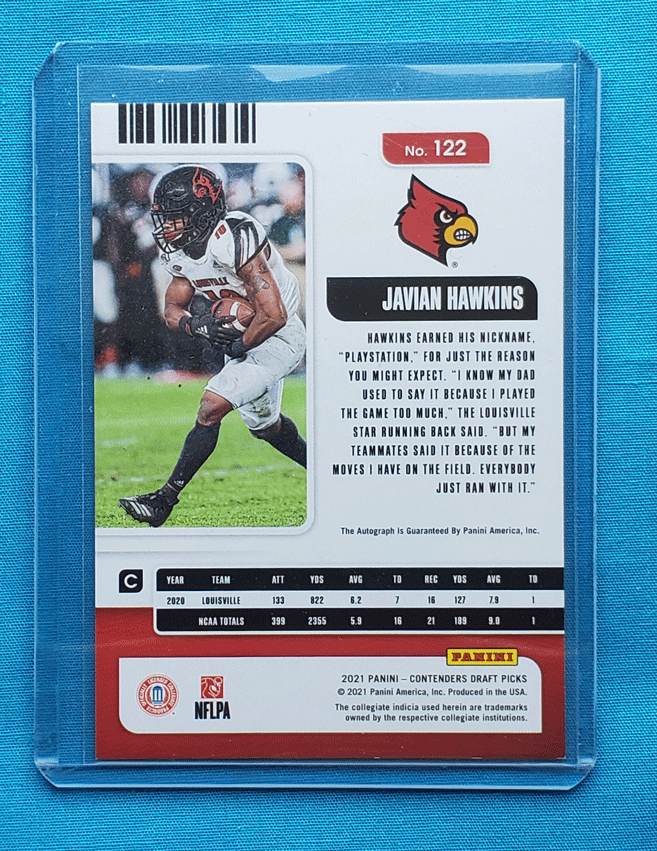 No. 122
®
JAVIAN HAWKINS
HAWKINS EARNED HIS NICKNAME,
“PLAYSTATION,” FOR JUST THE REASON
YOU MIGHT EXPECT. “I KNOW MY DAD
USED TO SAY IT BECAUSE I PLAYED
THE GAME TOO MUCH,” THE LOUISVILLE
STAR RUNNING BACK SAID. “BUT MY
TEAMMATES SAID IT BECAUSE OF THE
MOVES I HAVE ON THE FIELD. EVERYBODY
JUST RAN WITH IT.”
The Autograph Is Guaranteed By Panini America, Inc.
LOUISVILLE
10
C YEAR TEAM ATT YDS AVG TD REC YDS AVG TD
2020 LOUISVILLE 133 822 6.2 7 16 127 7.9 1
NCAA TOTALS 399 2355 5.9 16 21 189 9.0 1
PANINI
2021 PANINI – CONTENDERS DRAFT PICKS
© 2021 Panini America, Inc. Produced in the USA.
The collegiate indicia used herein are trademarks
owned by the respective collegiate institutions.
OFFICIALLY LICENSED COLLEGIATE PRODUCTS
NFLPA